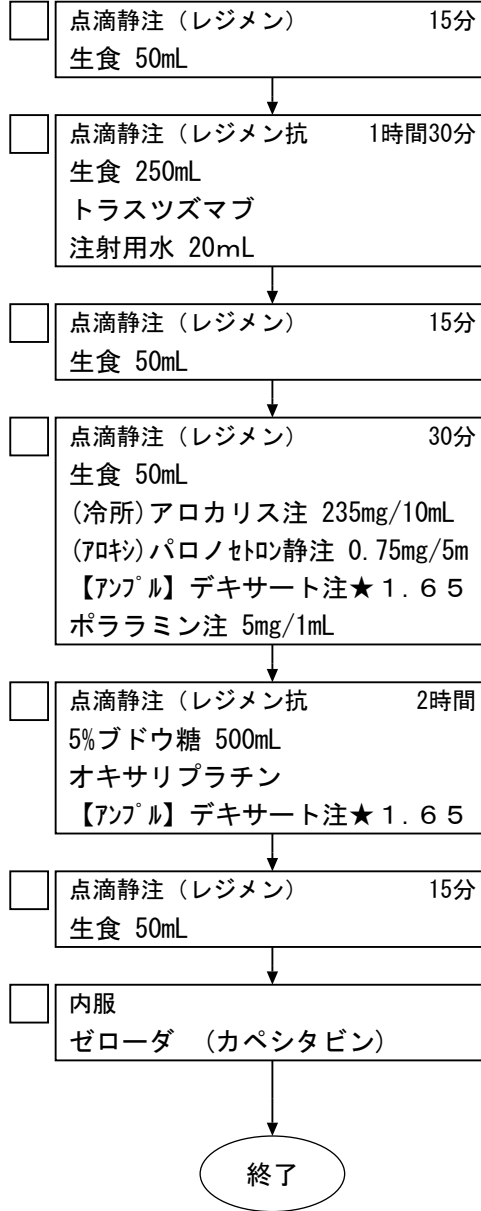 点滴静注（レジメン） 15分
生食 50mL
点滴静注（レジメン抗 1時間30分
生食 250mL
トラスツズマブ
注射用水 20ｍL
点滴静注（レジメン） 15分
生食 50mL
点滴静注（レジメン） 30分
生食 50mL
(冷所)アロカリス注 235mg/10mL
(ｱﾛｷｼ)パロノｾﾄロン静注 0.75mg/5m
【ｱﾝﾌﾟﾙ】デキサート注★１.６５
ポララミン注 5mg/1mL
点滴静注（レジメン抗 2時間
5%ブドウ糖 500mL
オキサリプラチン
【ｱﾝﾌﾟﾙ】デキサート注★１.６５
点滴静注（レジメン） 15分
生食 50mL
内服
ゼローダ （カペシタビン）
終了